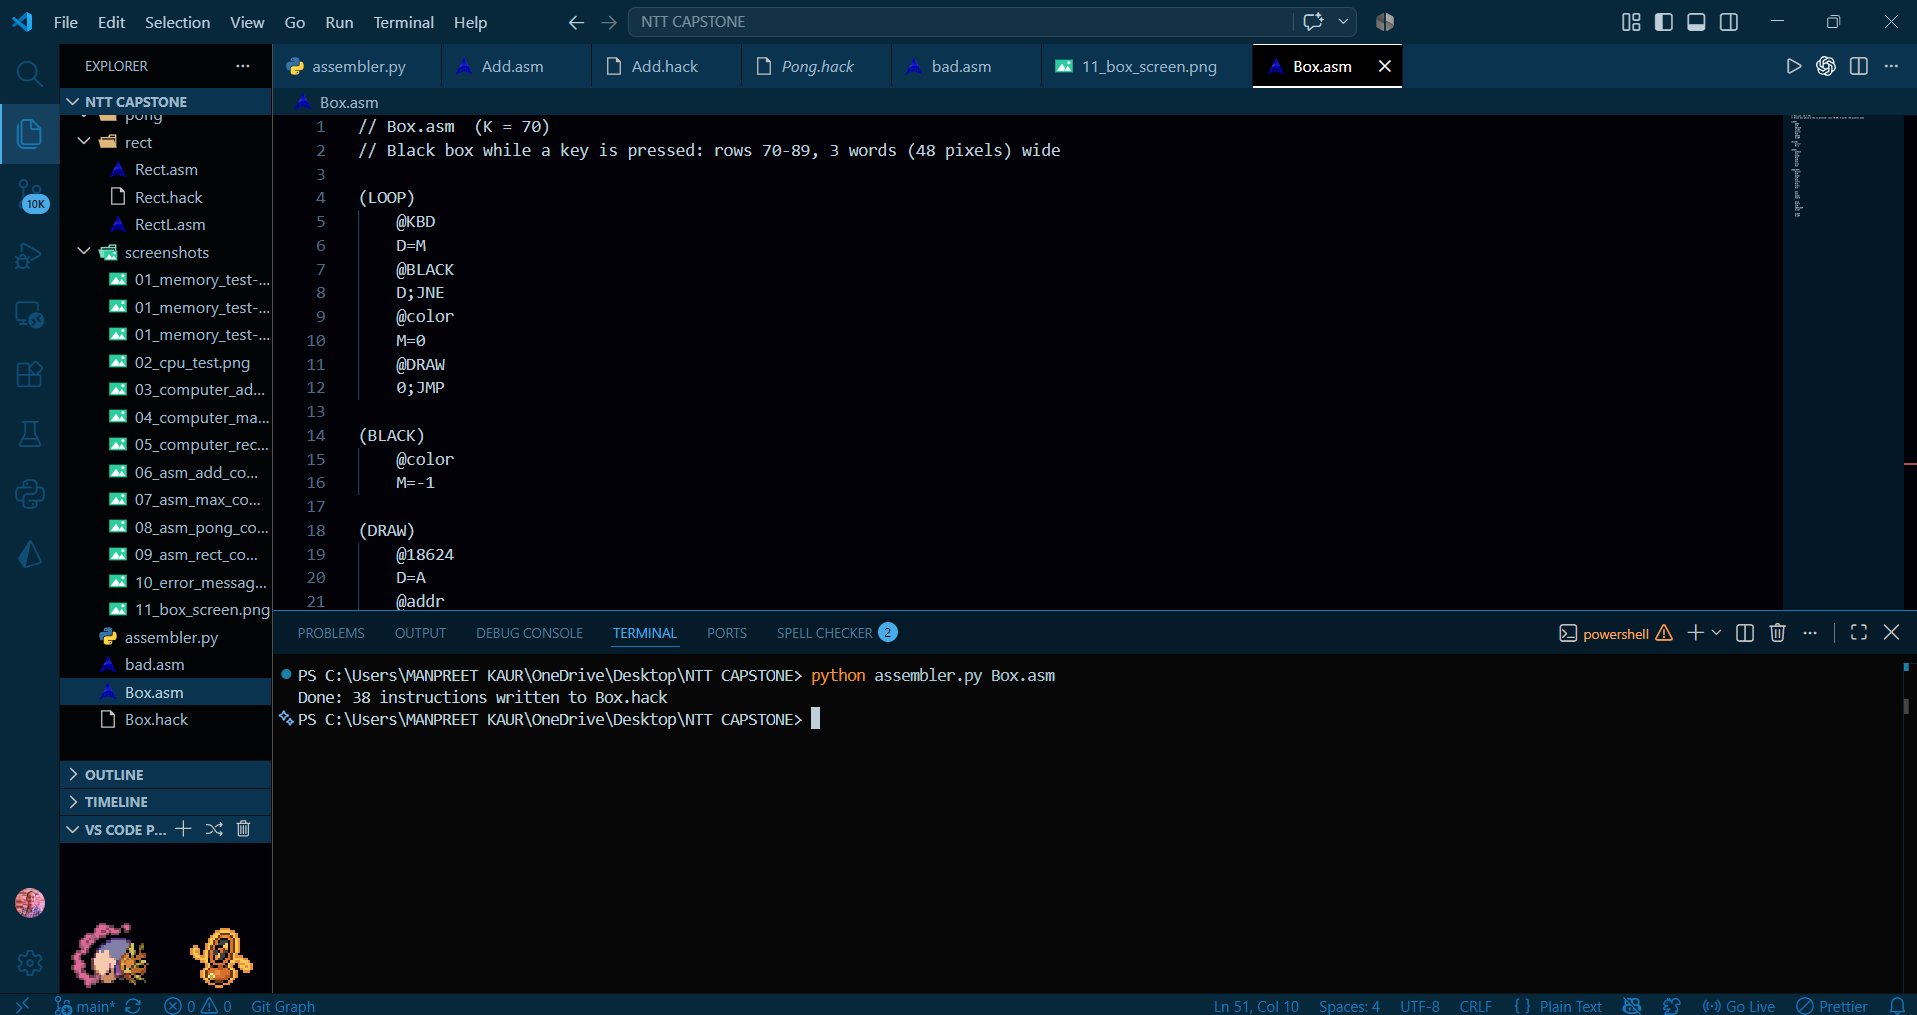 File Edit Selection View Go Run Terminal Help
NTT CAPSTONE
EXPLORER
assembler.py
Add.asm
Add.hack
Pong.hack
bad.asm
11_box_screen.png
Box.asm
NTT CAPSTONE
pong
rect
Rect.asm
Rect.hack
RectL.asm
screenshots
01_memory_test-...
01_memory_test-...
01_memory_test-...
02_cpu_test.png
03_computer_ad...
04_computer_ma...
05_computer_rec...
06_asm_add_co...
07_asm_max_co...
08_asm_pong_co...
09_asm_rect_co...
10_error_messag...
11_box_screen.png
assembler.py
bad.asm
Box.asm
Box.hack
OUTLINE
TIMELINE
VS CODE P...
10K
Box.asm
1 // Box.asm  (K = 70)
2 // Black box while a key is pressed: rows 70-89, 3 words (48 pixels) wide
3
4 (LOOP)
5     @KBD
6     D=M
7     @BLACK
8     D;JNE
9     @color
10     M=0
11     @DRAW
12     0;JMP
13
14 (BLACK)
15     @color
16     M=-1
17
18 (DRAW)
19     @18624
20     D=A
21     @addr
PROBLEMS OUTPUT DEBUG CONSOLE TERMINAL PORTS SPELL CHECKER 2
powershell
PS C:\Users\MANPREET KAUR\OneDrive\Desktop\NTT CAPSTONE> python assembler.py Box.asm
Done: 38 instructions written to Box.hack
PS C:\Users\MANPREET KAUR\OneDrive\Desktop\NTT CAPSTONE>
main* 0 0 Git Graph
Ln 51, Col 10 Spaces: 4 UTF-8 CRLF {} Plain Text Go Live Prettier